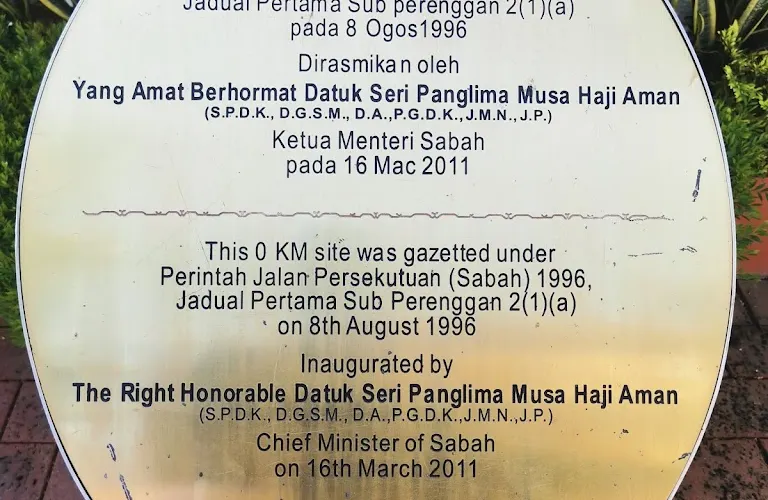 Jadual Pertama Sub perenggan 2(1)(a)
pada 8 Ogos1996
Dirasmikan oleh
Yang Amat Berhormat Datuk Seri Panglima Musa Haji Aman
(S.P.D.K., D.G.S.M., D.A.,P.G.D.K.,J.M.N.,J.P.)
Ketua Menteri Sabah
pada 16 Mac 2011
This 0 KM site was gazetted under
Perintah Jalan Persekutuan (Sabah) 1996,
Jadual Pertama Sub Perenggan 2(1)(a)
on 8th August 1996
Inaugurated by
The Right Honorable Datuk Seri Panglima Musa Haji Aman
(S.P.D.K., D.G.S.M., D.A.,P.G.D.K.,J.M.N.,J.P.)
Chief Minister of Sabah
on 16th March 2011